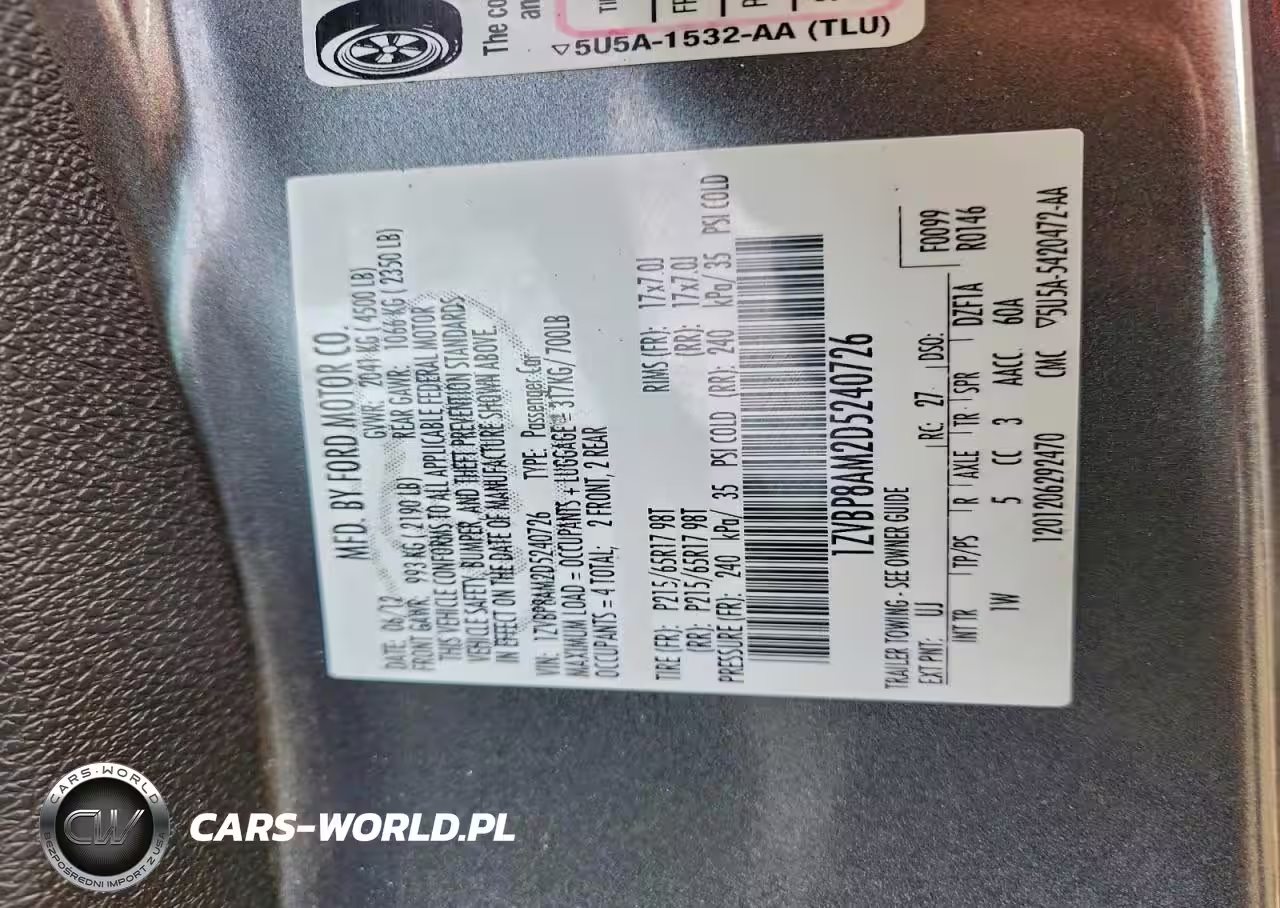 The co
an
5U5A-1532-AA (TLU)
MFD. BY FORD MOTOR CO.
DATE: 06/12 GVWR: 2041 KG ( 4500 LB)
FRONT GAWR: 993 KG ( 2190 LB) REAR GAWR: 1066 KG ( 2350 LB)
THIS VEHICLE CONFORMS TO ALL APPLICABLE FEDERAL MOTOR
VEHICLE SAFETY, BUMPER, AND THEFT PREVENTION STANDARDS
IN EFFECT ON THE DATE OF MANUFACTURE SHOWN ABOVE.
VIN: 1ZVBP8AM2D5240726 TYPE: Passenger Car
MAXIMUM LOAD = OCCUPANTS + LUGGAGE = 317KG/ 700LB
OCCUPANTS = 4 TOTAL; 2 FRONT, 2 REAR
TIRE (FR): P215/65R17 98T RIMS (FR): 17x7.0J
(RR): P215/65R17 98T (RR): 17x7.0J
PRESSURE (FR): 240 kPa/ 35 PSI COLD (RR): 240 kPa/ 35 PSI COLD
1ZVBP8AM2D5240726
TRAILER TOWING - SEE OWNER GUIDE
F0099
EXT PNT: UJ RC: 27 DSO: R0146
INT TR TP/PS R AXLE TR SPR DZF1A
1W 5 CC 3 AACC 60A
1201206292470 CMC ▽5U5A-5420472-AA
CARS-WORLD
CW
BEZPOŚREDNI IMPORT Z USA
CARS-WORLD.PL